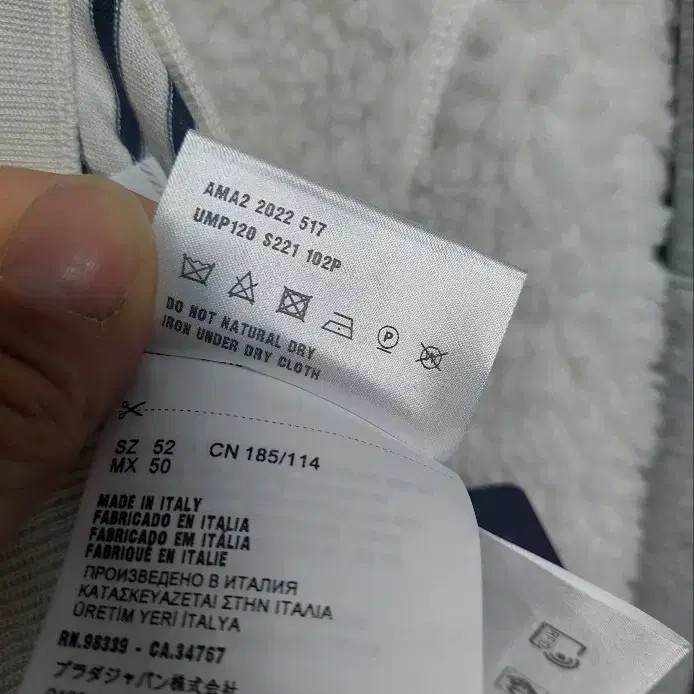 AMA2 2022 517
UMP120 S221 102P
P
DO NOT NATURAL DRY
IRON UNDER DRY CLOTH
SZ 52 CN 185/114
MX 50
MADE IN ITALY
FABRICADO EN ITALIA
FABRICADO EM ITÁLIA
FABRIQUÉ EN ITALIE
ПРОИЗВЕДЕНО В ИТАЛИЯ
ΚΑΤΑΣΚΕΥΑΖΕΤΑΙ ΣΤΗΝ ΙΤΑΛΙΑ
ÜRETİM YERİ İTALYA
RN.98339 - CA.34767
プラダジャパン株式会社